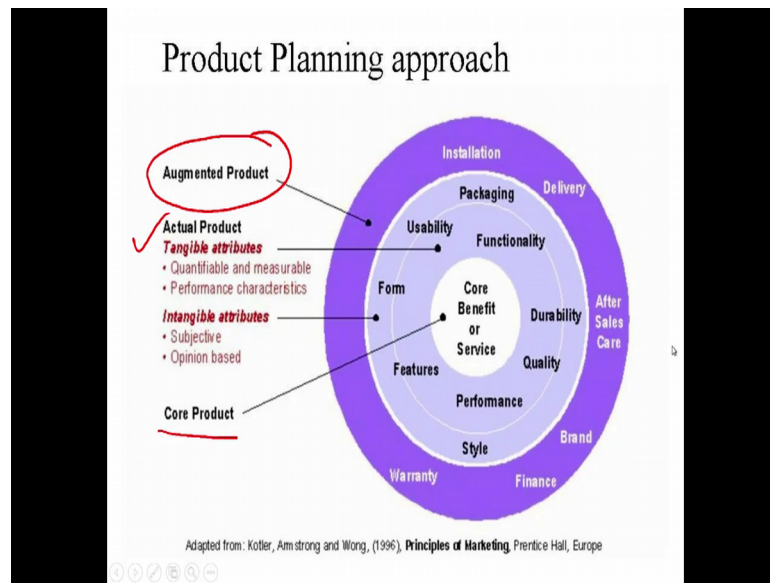 Product Planning approach
Augmented Product
Actual Product
Tangible attributes
• Quantifiable and measurable
• Performance characteristics
Intangible attributes
• Subjective
• Opinion based
Core Product
Installation
Delivery
After
Sales
Care
Brand
Finance
Warranty
Packaging
Usability
Functionality
Form
Durability
Quality
Features
Performance
Style
Core
Benefit
or
Service
Adapted from: Kotler, Armstrong and Wong, (1996), Principles of Marketing, Prentice Hall, Europe